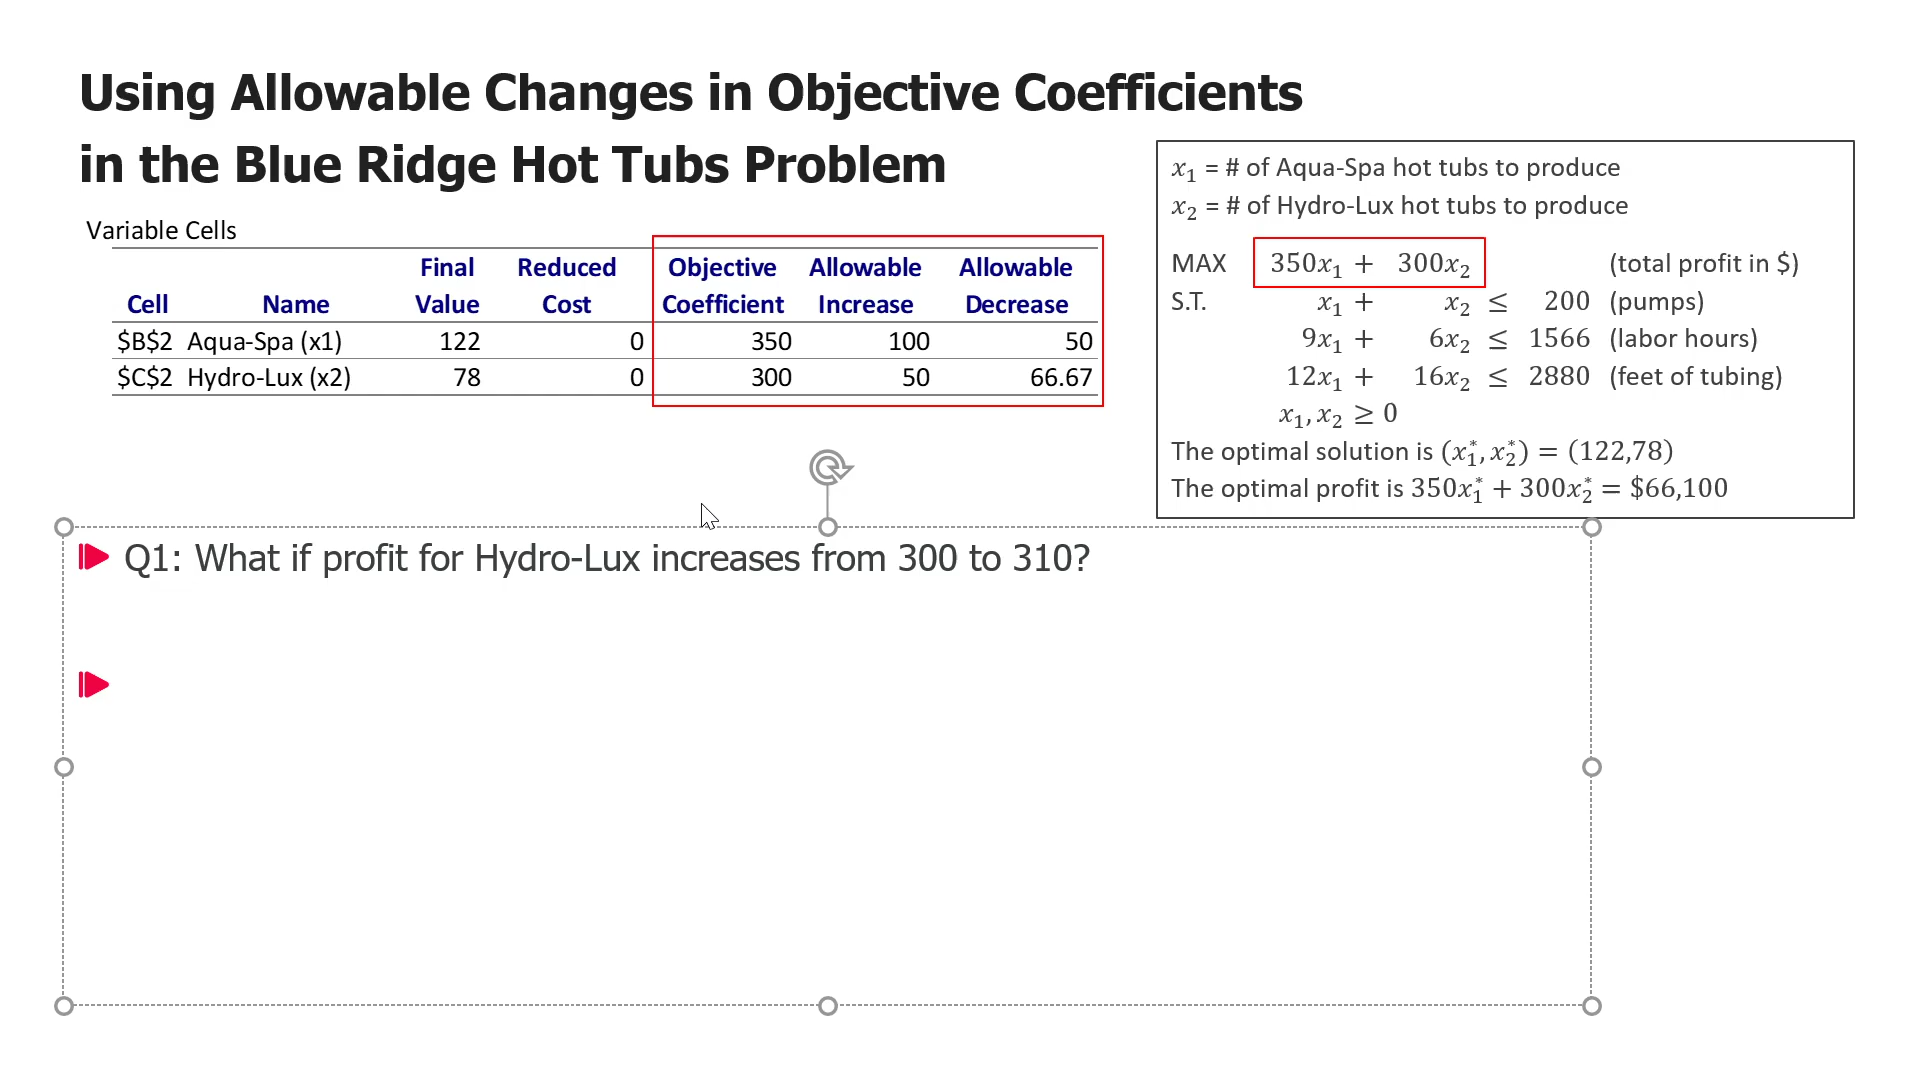 Using Allowable Changes in Objective Coefficients
in the Blue Ridge Hot Tubs Problem
Variable Cells
Final Reduced Objective Allowable Allowable
Cell Name Value Cost Coefficient Increase Decrease
$B$2 Aqua-Spa (x1) 122 0 350 100 50
$C$2 Hydro-Lux (x2) 78 0 300 50 66.67
x₁ = # of Aqua-Spa hot tubs to produce
x₂ = # of Hydro-Lux hot tubs to produce
MAX 350x₁ + 300x₂ (total profit in $)
S.T. x₁ + x₂ ≤ 200 (pumps)
9x₁ + 6x₂ ≤ 1566 (labor hours)
12x₁ + 16x₂ ≤ 2880 (feet of tubing)
x₁, x₂ ≥ 0
The optimal solution is (x₁*, x₂*) = (122,78)
The optimal profit is 350x₁* + 300x₂* = $66,100
Q1: What if profit for Hydro-Lux increases from 300 to 310?